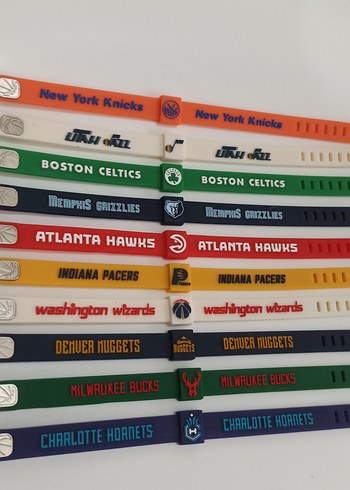 New York Knicks New York Knicks
UTAH JAZZ UTAH JAZZ
BOSTON CELTICS BOSTON CELTICS
MEMPHIS GRIZZLIES MEMPHIS GRIZZLIES
ATLANTA HAWKS ATLANTA HAWKS
INDIANA PACERS INDIANA PACERS
washington wizards washington wizards
DENVER NUGGETS NUGGETS DENVER NUGGETS
MILWAUKEE BUCKS MILWAUKEE BUCKS
CHARLOTTE HORNETS CHARLOTTE HORNETS